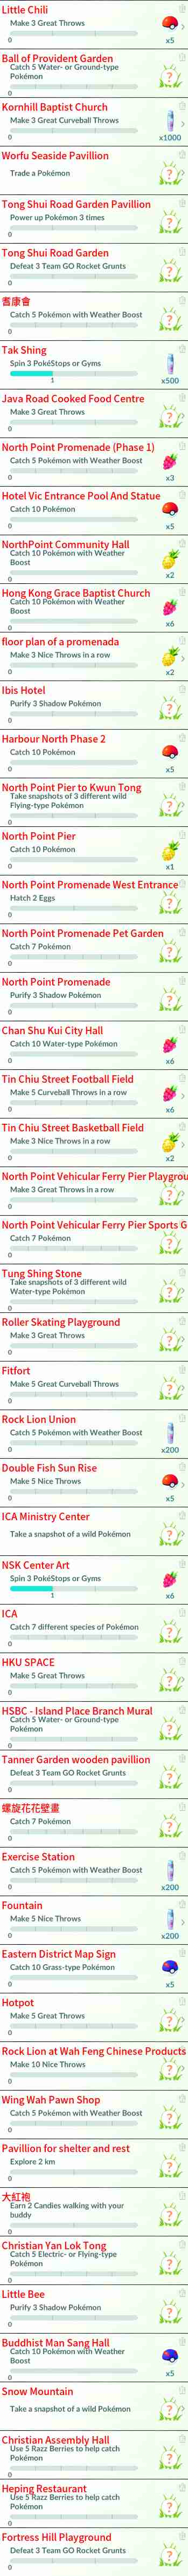 Little Chili
Make 3 Great Throws
0
x5
Ball of Provident Garden
Catch 5 Water- or Ground-type
Pokémon
0
?
Kornhill Baptist Church
Make 3 Great Curveball Throws
0
x1000
Worfu Seaside Pavillion
Trade a Pokémon
?
Tong Shui Road Garden Pavillion
Power up Pokémon 3 times
0
?
Tong Shui Road Garden
Defeat 3 Team GO Rocket Grunts
0
?
耆康會
Catch 5 Pokémon with Weather Boost
0
?
Tak Shing
Spin 3 PokéStops or Gyms
1
x500
Java Road Cooked Food Centre
Make 3 Great Throws
0
?
North Point Promenade (Phase 1)
Catch 5 Pokémon with Weather Boost
0
x3
Hotel Vic Entrance Pool And Statue
Catch 10 Pokémon
0
x5
NorthPoint Community Hall
Catch 10 Pokémon with Weather
Boost
0
x2
Hong Kong Grace Baptist Church
Catch 10 Pokémon with Weather
Boost
0
x6
floor plan of a promenada
Make 3 Nice Throws in a row
0
x2
Ibis Hotel
Purify 3 Shadow Pokémon
0
?
Harbour North Phase 2
Catch 10 Pokémon
0
x5
North Point Pier to Kwun Tong
Take snapshots of 3 different wild
Flying-type Pokémon
0
?
North Point Pier
Catch 10 Pokémon
0
x1
North Point Promenade West Entrance
Hatch 2 Eggs
0
?
North Point Promenade Pet Garden
Catch 7 Pokémon
0
?
North Point Promenade
Purify 3 Shadow Pokémon
0
?
Chan Shu Kui City Hall
Catch 10 Water-type Pokémon
0
x6
Tin Chiu Street Football Field
Make 5 Curveball Throws in a row
0
x6
Tin Chiu Street Basketball Field
Make 3 Nice Throws in a row
0
x2
North Point Vehicular Ferry Pier Playgrou
Make 3 Great Throws in a row
0
?
North Point Vehicular Ferry Pier Sports G
Catch 7 Pokémon
0
?
Tung Shing Stone
Take snapshots of 3 different wild
Water-type Pokémon
0
?
Roller Skating Playground
Make 3 Great Throws
0
?
Fitfort
Make 5 Great Curveball Throws
0
?
Rock Lion Union
Catch 5 Pokémon with Weather Boost
0
x200
Double Fish Sun Rise
Make 5 Nice Throws
0
x5
ICA Ministry Center
Take a snapshot of a wild Pokémon
?
NSK Center Art
Spin 3 PokéStops or Gyms
1
x6
ICA
Catch 7 different species of Pokémon
0
?
HKU SPACE
Make 5 Great Throws
0
?
HSBC - Island Place Branch Mural
Catch 5 Water- or Ground-type
Pokémon
0
?
Tanner Garden wooden pavillion
Defeat 3 Team GO Rocket Grunts
0
?
螺旋花花壁畫
Catch 7 Pokémon
0
?
Exercise Station
Catch 5 Pokémon with Weather Boost
0
x200
Fountain
Make 5 Nice Throws
0
x200
Eastern District Map Sign
Catch 10 Grass-type Pokémon
0
x5
Hotpot
Make 5 Great Throws
0
?
Rock Lion at Wah Feng Chinese Products
Make 10 Nice Throws
0
?
Wing Wah Pawn Shop
Catch 5 Pokémon with Weather Boost
0
?
Pavillion for shelter and rest
Explore 2 km
0
?
大紅袍
Earn 2 Candies walking with your
buddy
0
?
Christian Yan Lok Tong
Catch 5 Electric- or Flying-type
Pokémon
0
?
Little Bee
Purify 3 Shadow Pokémon
0
?
Buddhist Man Sang Hall
Catch 10 Pokémon with Weather
Boost
0
x5
Snow Mountain
Take a snapshot of a wild Pokémon
?
Christian Assembly Hall
Use 5 Razz Berries to help catch
Pokémon
0
?
Heping Restaurant
Use 5 Razz Berries to help catch
Pokémon
0
?
Fortress Hill Playground
Defeat 3 Team GO Rocket Grunts
0
?